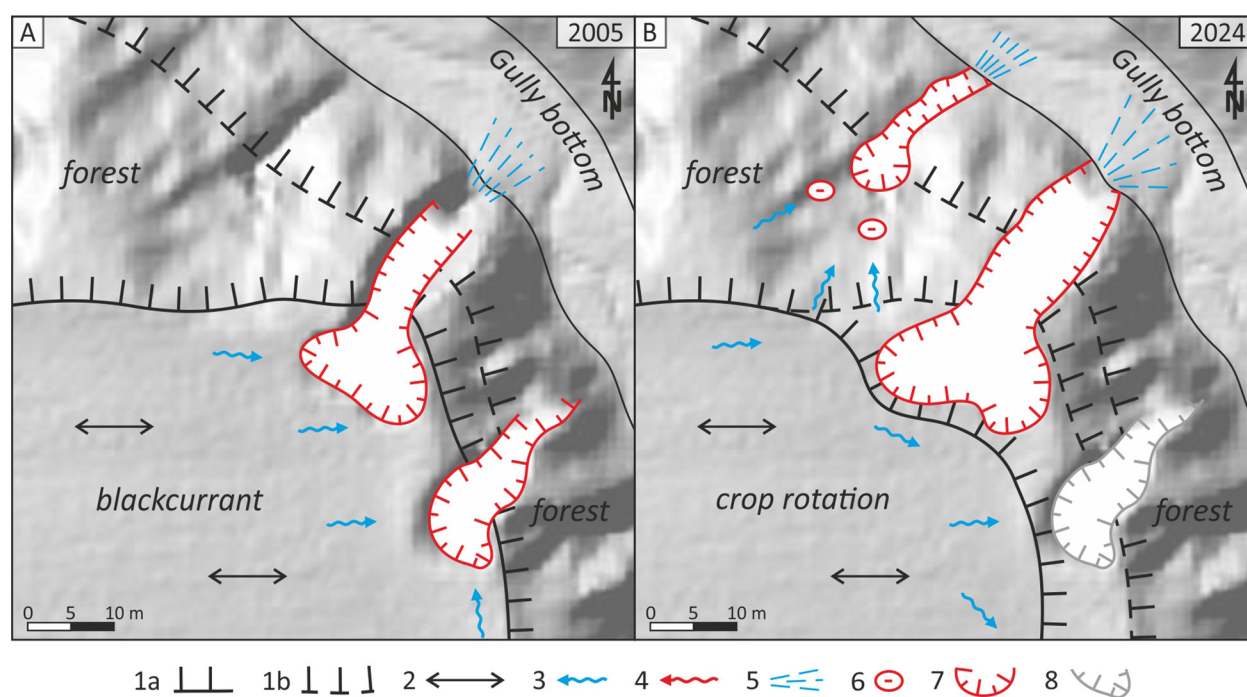 A
2005
N
Gully bottom
forest
blackcurrant
forest
0 5 10 m
B
2024
N
Gully bottom
forest
crop rotation
forest
0 5 10 m
1a 1b 2 3 4 5 6 7 8